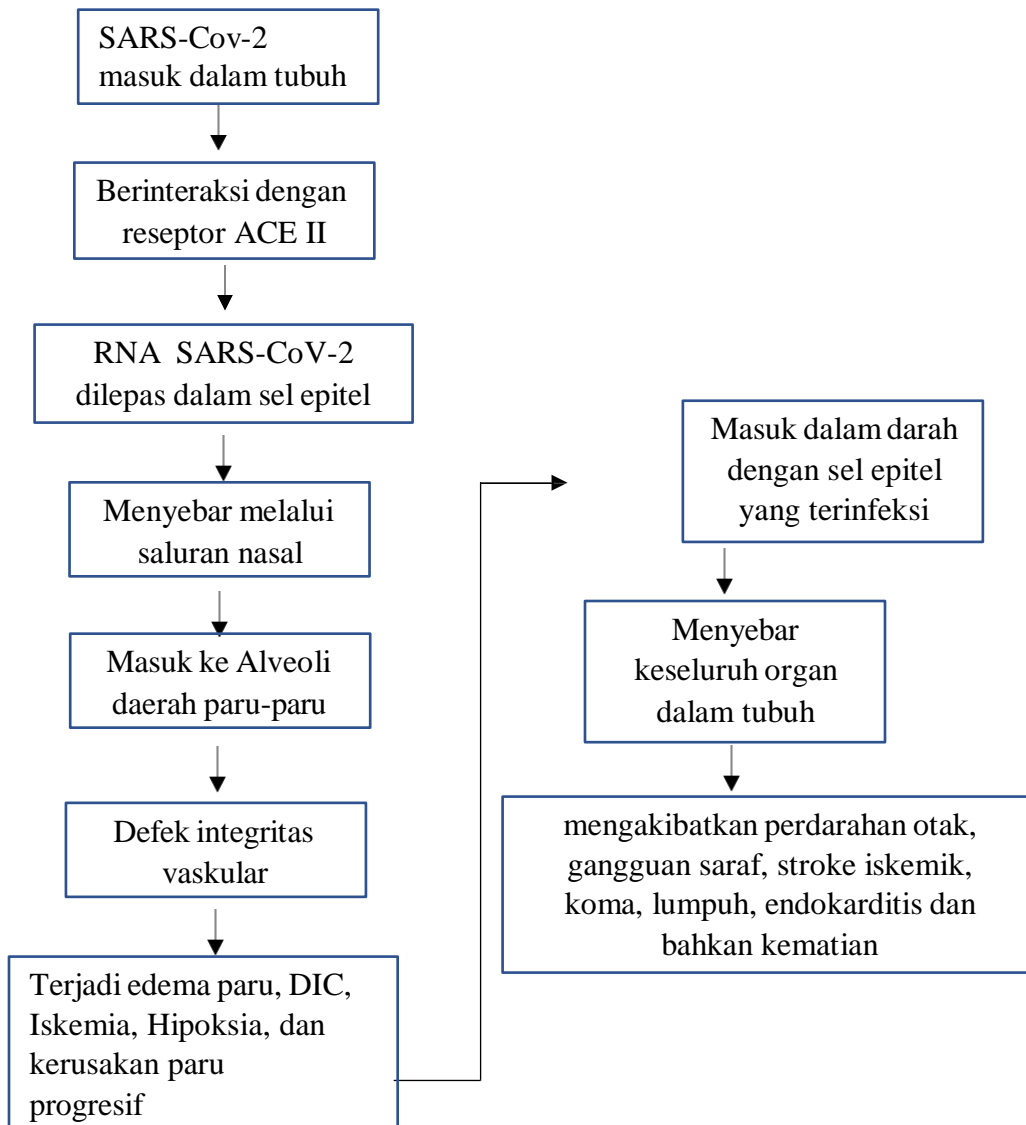 SARS-Cov-2
masuk dalam tubuh
Berinteraksi dengan
reseptor ACE II
RNA SARS-CoV-2
dilepas dalam sel epitel
Menyebar melalui
saluran nasal
Masuk ke Alveoli
daerah paru-paru
Defek integritas
vaskular
Terjadi edema paru, DIC,
Iskemia, Hipoksia, dan
kerusakan paru
progresif
Masuk dalam darah
dengan sel epitel
yang terinfeksi
Menyebar
keseluruh organ
dalam tubuh
mengakibatkan perdarahan otak,
gangguan saraf, stroke iskemik,
koma, lumpuh, endokarditis dan
bahkan kematian